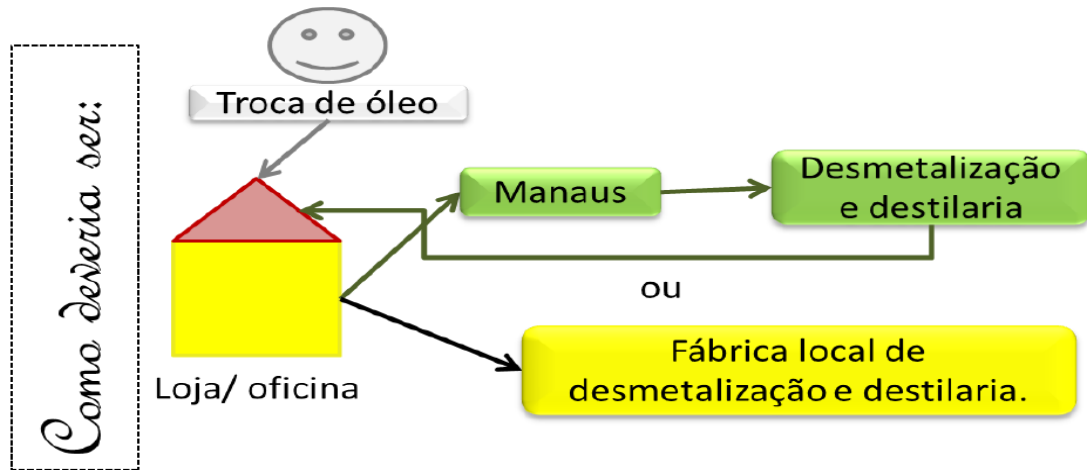 Como deveria ser:
Troca de óleo
Manaus
Desmetalização
e destilaria
ou
Fábrica local de
desmetalização e destilaria.
Loja/ oficina